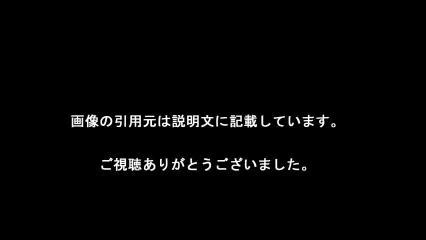 画像の引用元は説明文に記載しています。
ご視聴ありがとうございました。